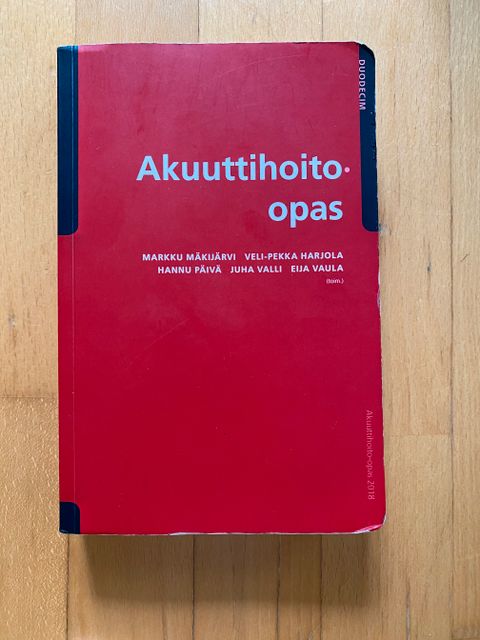 DUODECIM
Akuuttihoito-
opas
MARKKU MÄKIJÄRVI VELI-PEKKA HARJOLA
HANNU PÄIVÄ JUHA VALLI EIJA VAULA
(toim.)
Akuuttihoito-opas 2018